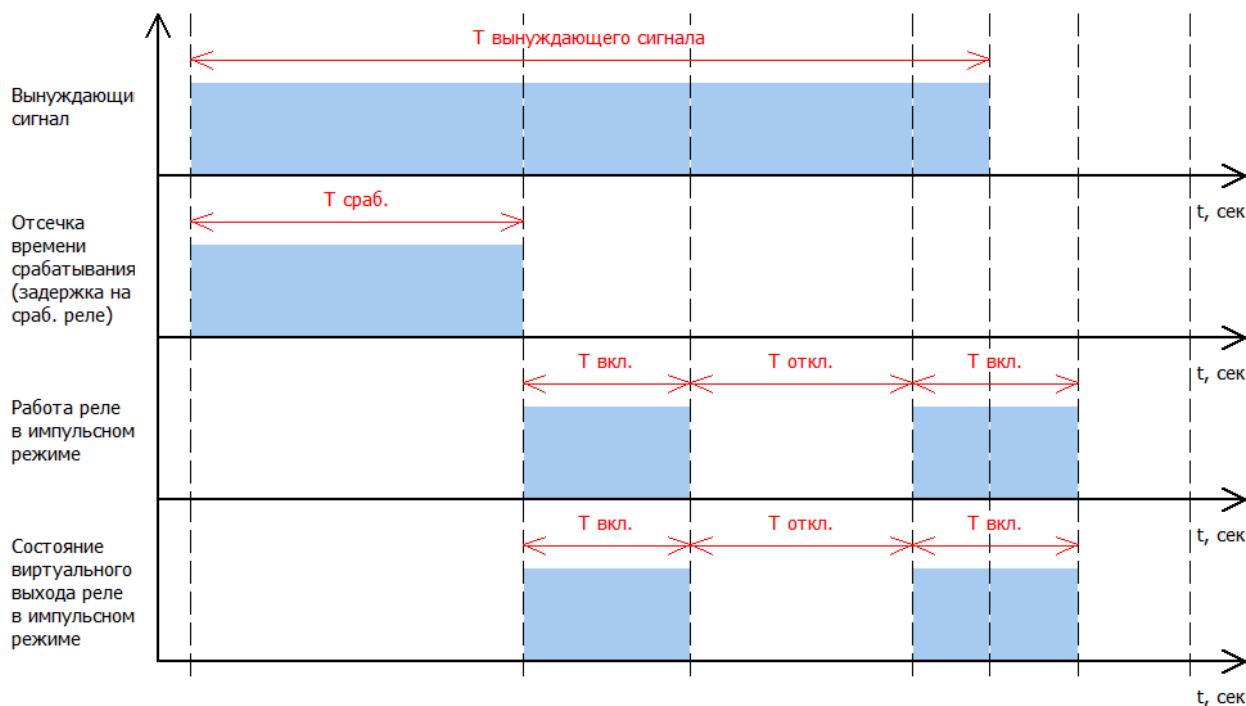 T вынуждающего сигнала
Вынуждающи
сигнал
t, сек
T сраб.
Отсечка
времени
срабатывания
(задержка на
сраб. реле)
t, сек
T вкл.
T откл.
T вкл.
Работа реле
в импульсном
режиме
t, сек
T вкл.
T откл.
T вкл.
Состояние
виртуального
выхода реле
в импульсном
режиме
t, сек